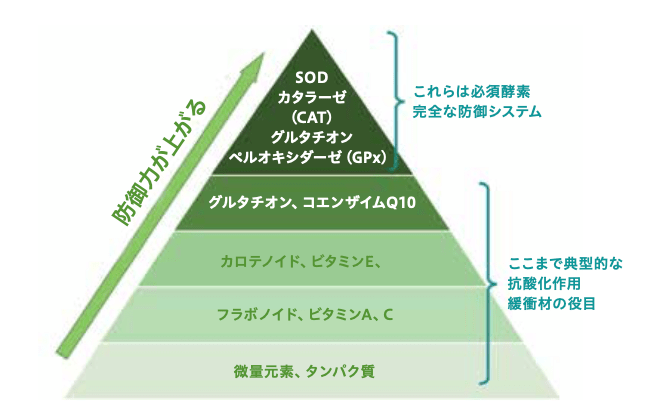 SOD
カタラーゼ
（CAT）
グルタチオン
ペルオキシダーゼ（GPx）
これらは必須酵素
完全な防御システム
防御力が上がる
グルタチオン、コエンザイムQ10
カロテノイド、ビタミンE、
フラボノイド、ビタミンA、C
微量元素、タンパク質
ここまで典型的な
抗酸化作用
緩衝材の役目